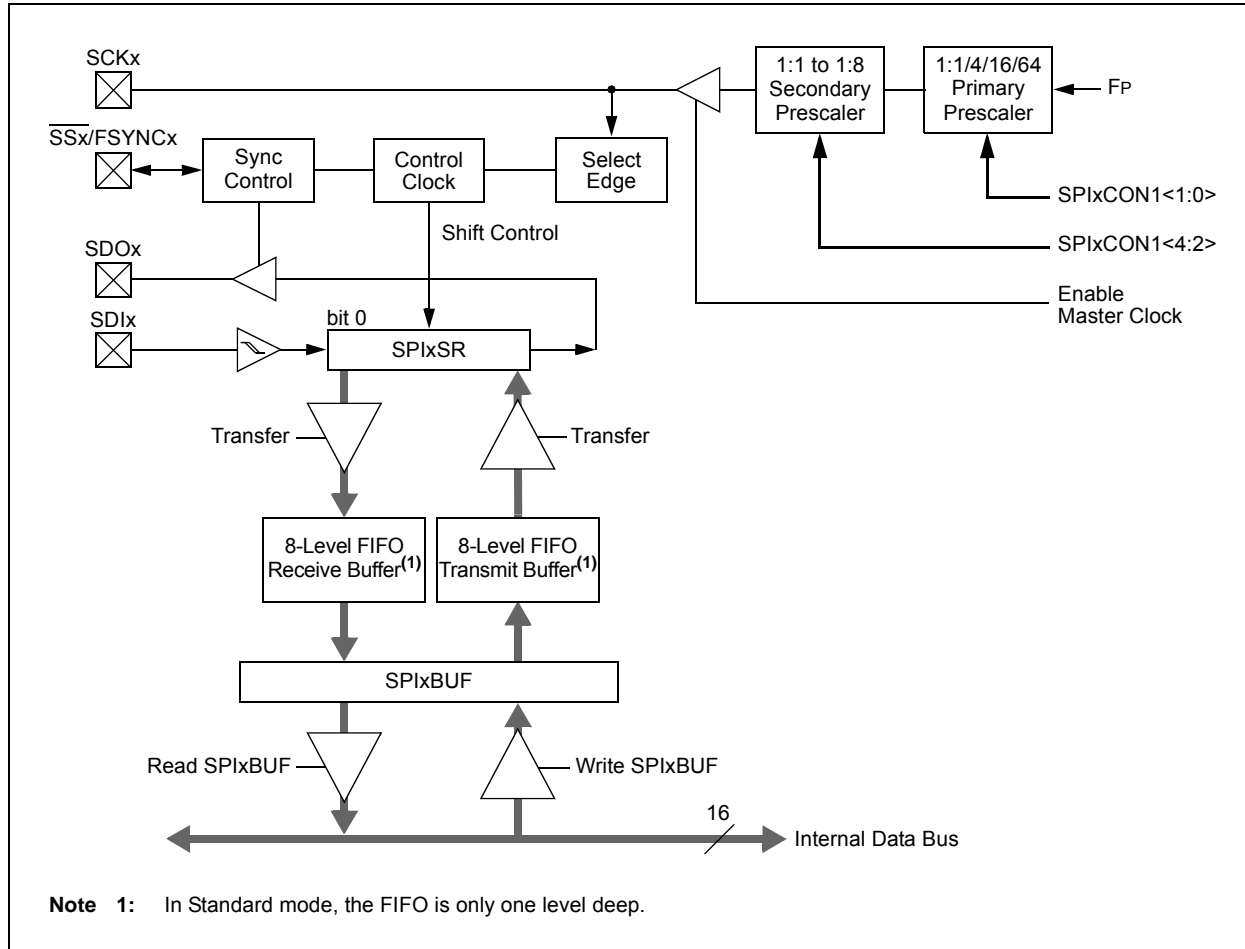 SCKx
1:1 to 1:8
Secondary
Prescaler
1:1/4/16/64
Primary
Prescaler
FP
SSx/FSYNCx
Sync
Control
Control
Clock
Select
Edge
SPIxCON1<1:0>
Shift Control
SPIxCON1<4:2>
SDOx
Enable
Master Clock
SDIx
bit 0
SPIxSR
Transfer
Transfer
8-Level FIFO
Receive Buffer(1)
8-Level FIFO
Transmit Buffer(1)
SPIxBUF
Read SPIxBUF
Write SPIxBUF
16
Internal Data Bus
Note 1: In Standard mode, the FIFO is only one level deep.